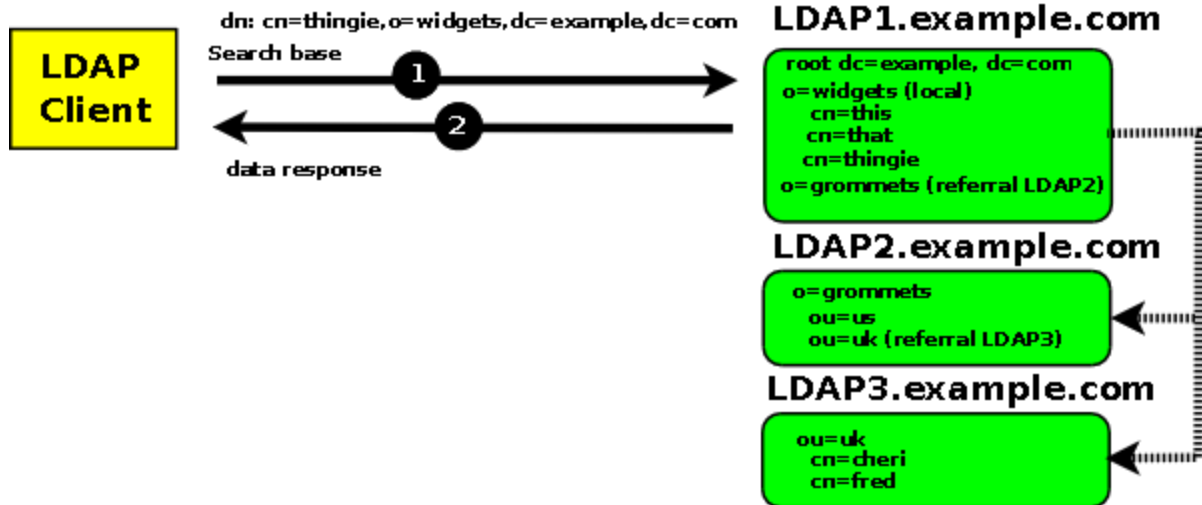 LDAP
Client
dn: cn=thingie,o=widgets,dc=example,dc=com
Search base
1
2
data response
LDAP1.example.com
root dc=example, dc=com
o=widgets (local)
cn=this
cn=that
cn=thingie
o=grommets (referral LDAP2)
LDAP2.example.com
o=grommets
ou=us
ou=uk (referral LDAP3)
LDAP3.example.com
ou=uk
cn=cheri
cn=fred